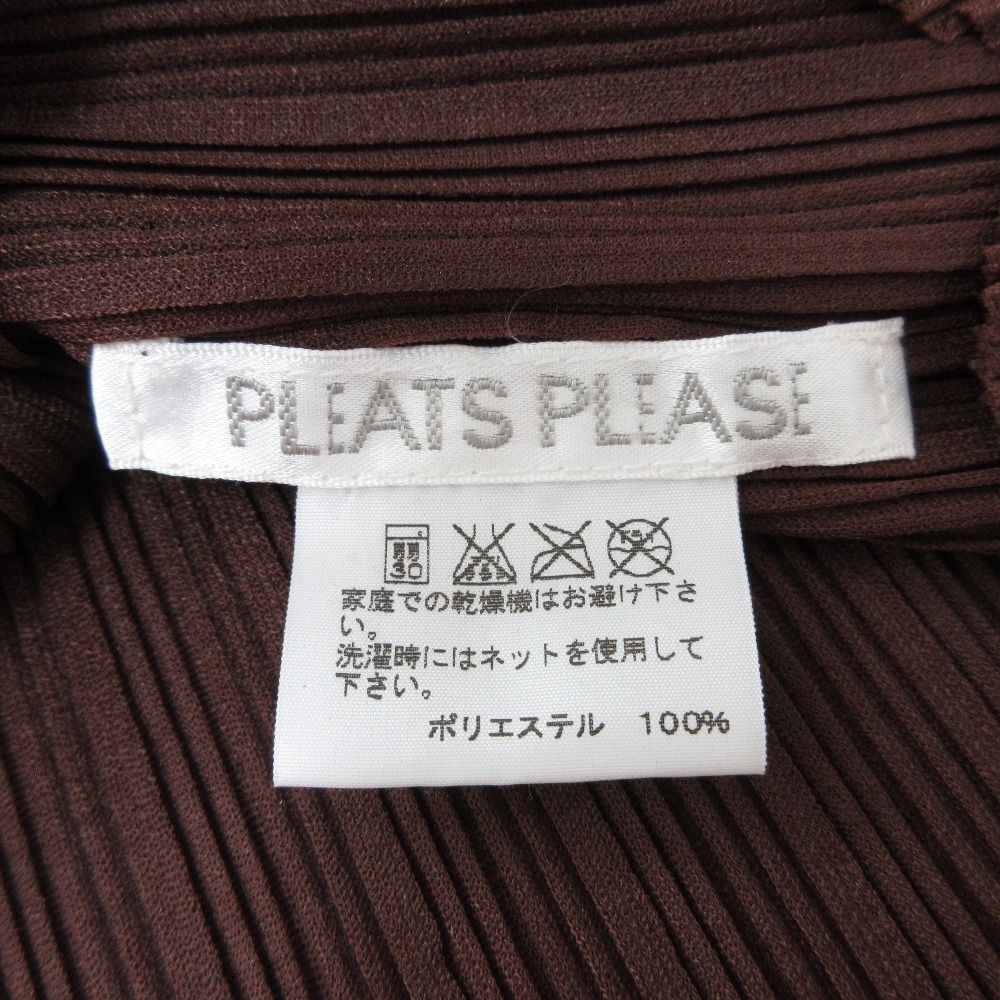 PLEATS PLEASE
弱
30
家庭での乾燥機はお避け下さ
い。
洗濯時にはネットを使用して
下さい。
ポリエステル 100%